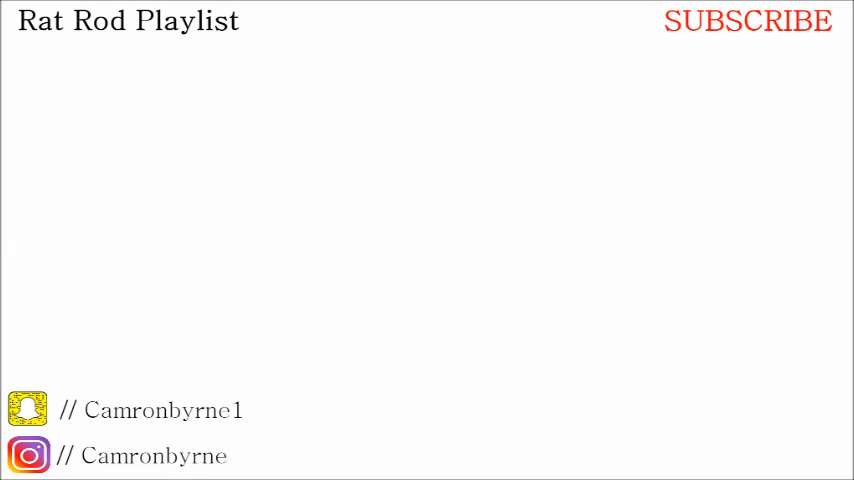 Rat Rod Playlist
SUBSCRIBE
// Camronbyrne1
// Camronbyrne